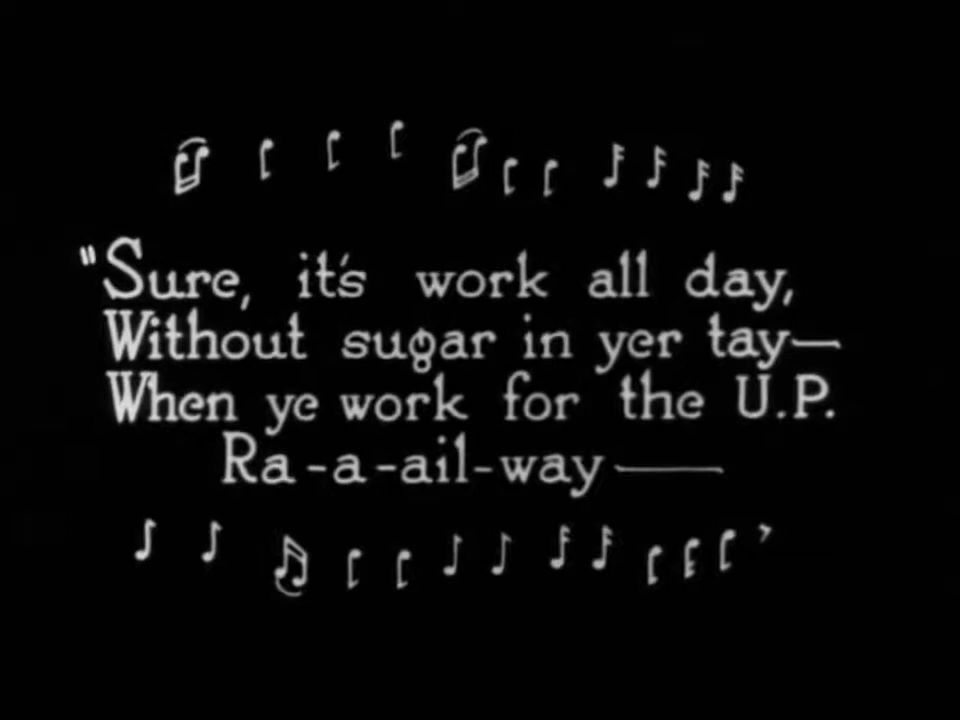 "Sure, it's work all day,
Without sugar in yer tay—
When ye work for the U.P.
Ra-a-ail-way——